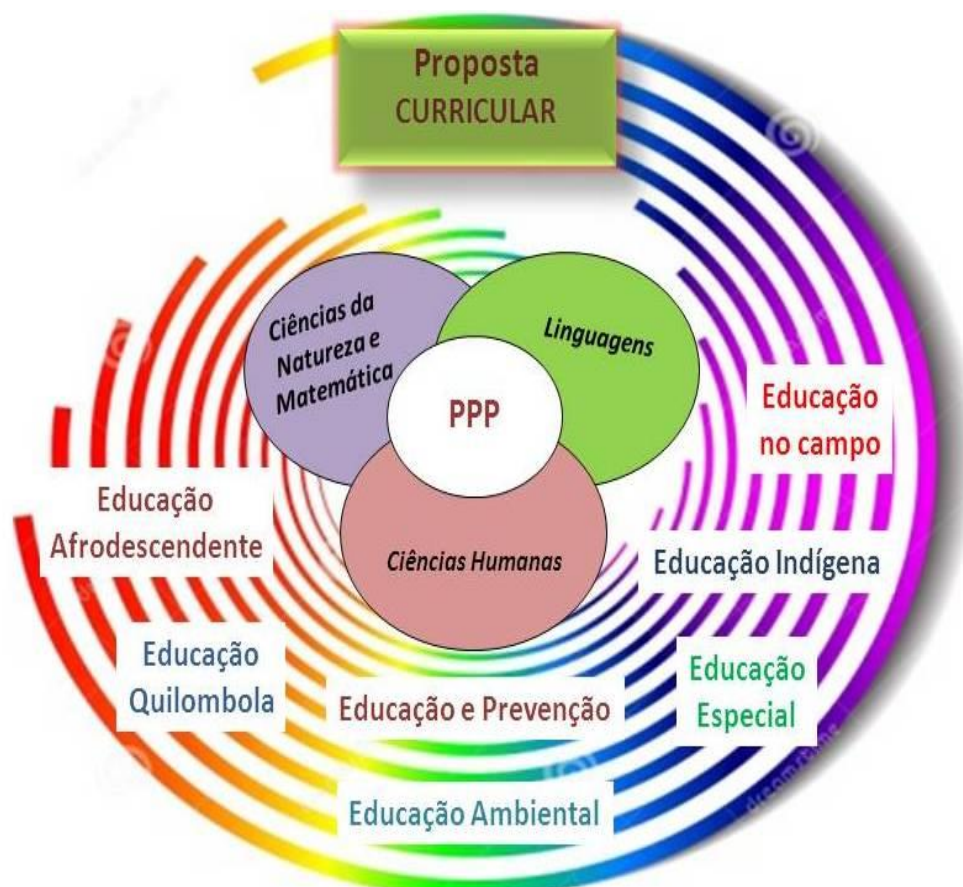 Proposta
CURRICULAR
Ciências da
Natureza e
Matemática
Linguagens
PPP
Ciências Humanas
Educação
no campo
Educação
Afrodescendente
Educação Indígena
Educação
Quilombola
Educação e Prevenção
Educação
Especial
Educação Ambiental
dreamstime